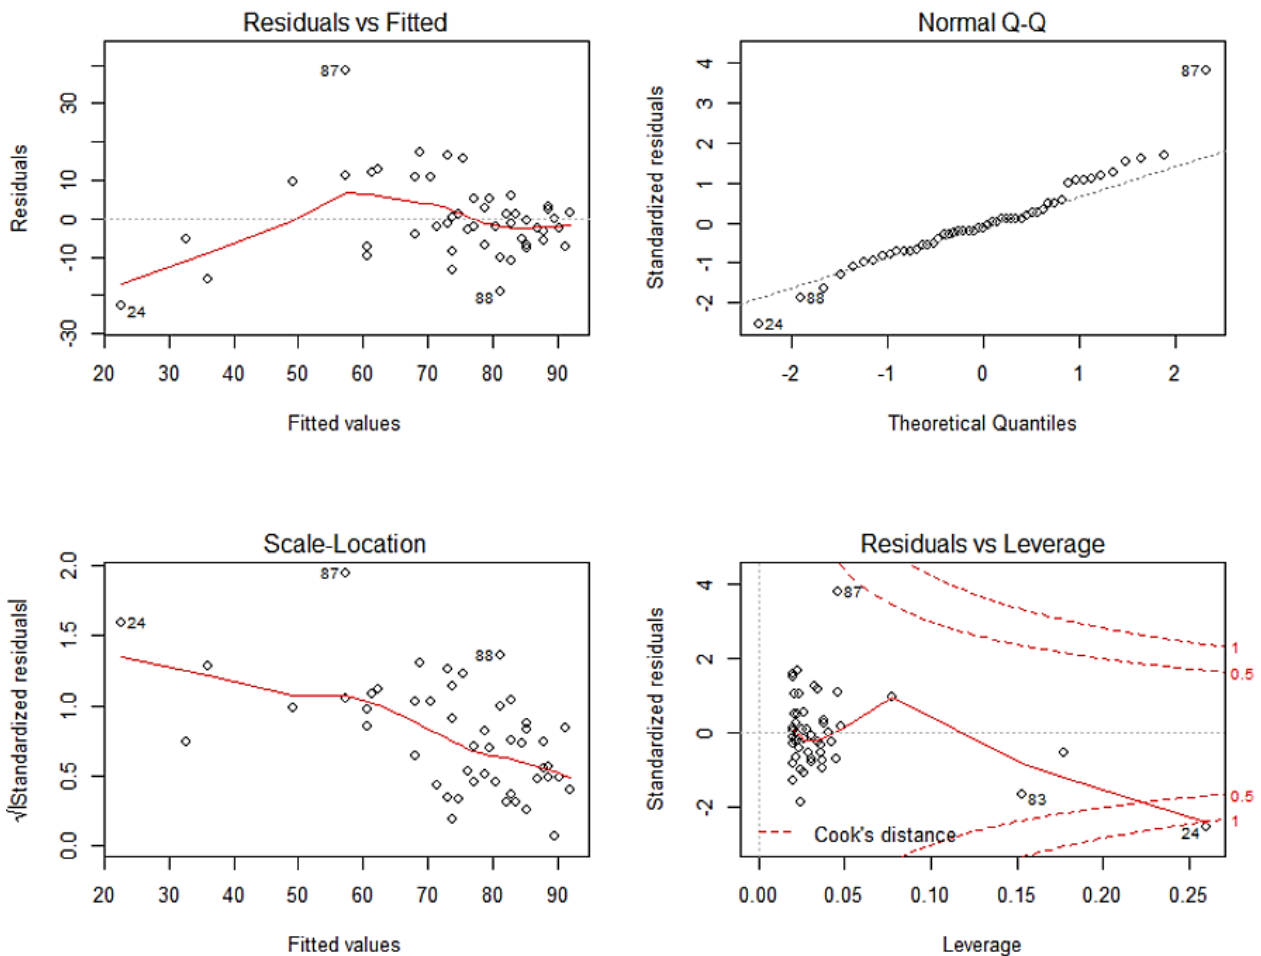 Residuals vs Fitted
Residuals
30
10
0
-10
-30
87
24
88
20 30 40 50 60 70 80 90
Fitted values
Normal Q-Q
Standardized residuals
4
3
2
1
0
-1
-2
87
88
24
-2 -1 0 1 2
Theoretical Quantiles
Scale-Location
√|Standardized residuals|
2.0
1.5
1.0
0.5
0.0
87
24
88
20 30 40 50 60 70 80 90
Fitted values
Residuals vs Leverage
Standardized residuals
4
2
0
-2
87
1
0.5
0.5
1
83
24
Cook's distance
0.00 0.05 0.10 0.15 0.20 0.25
Leverage